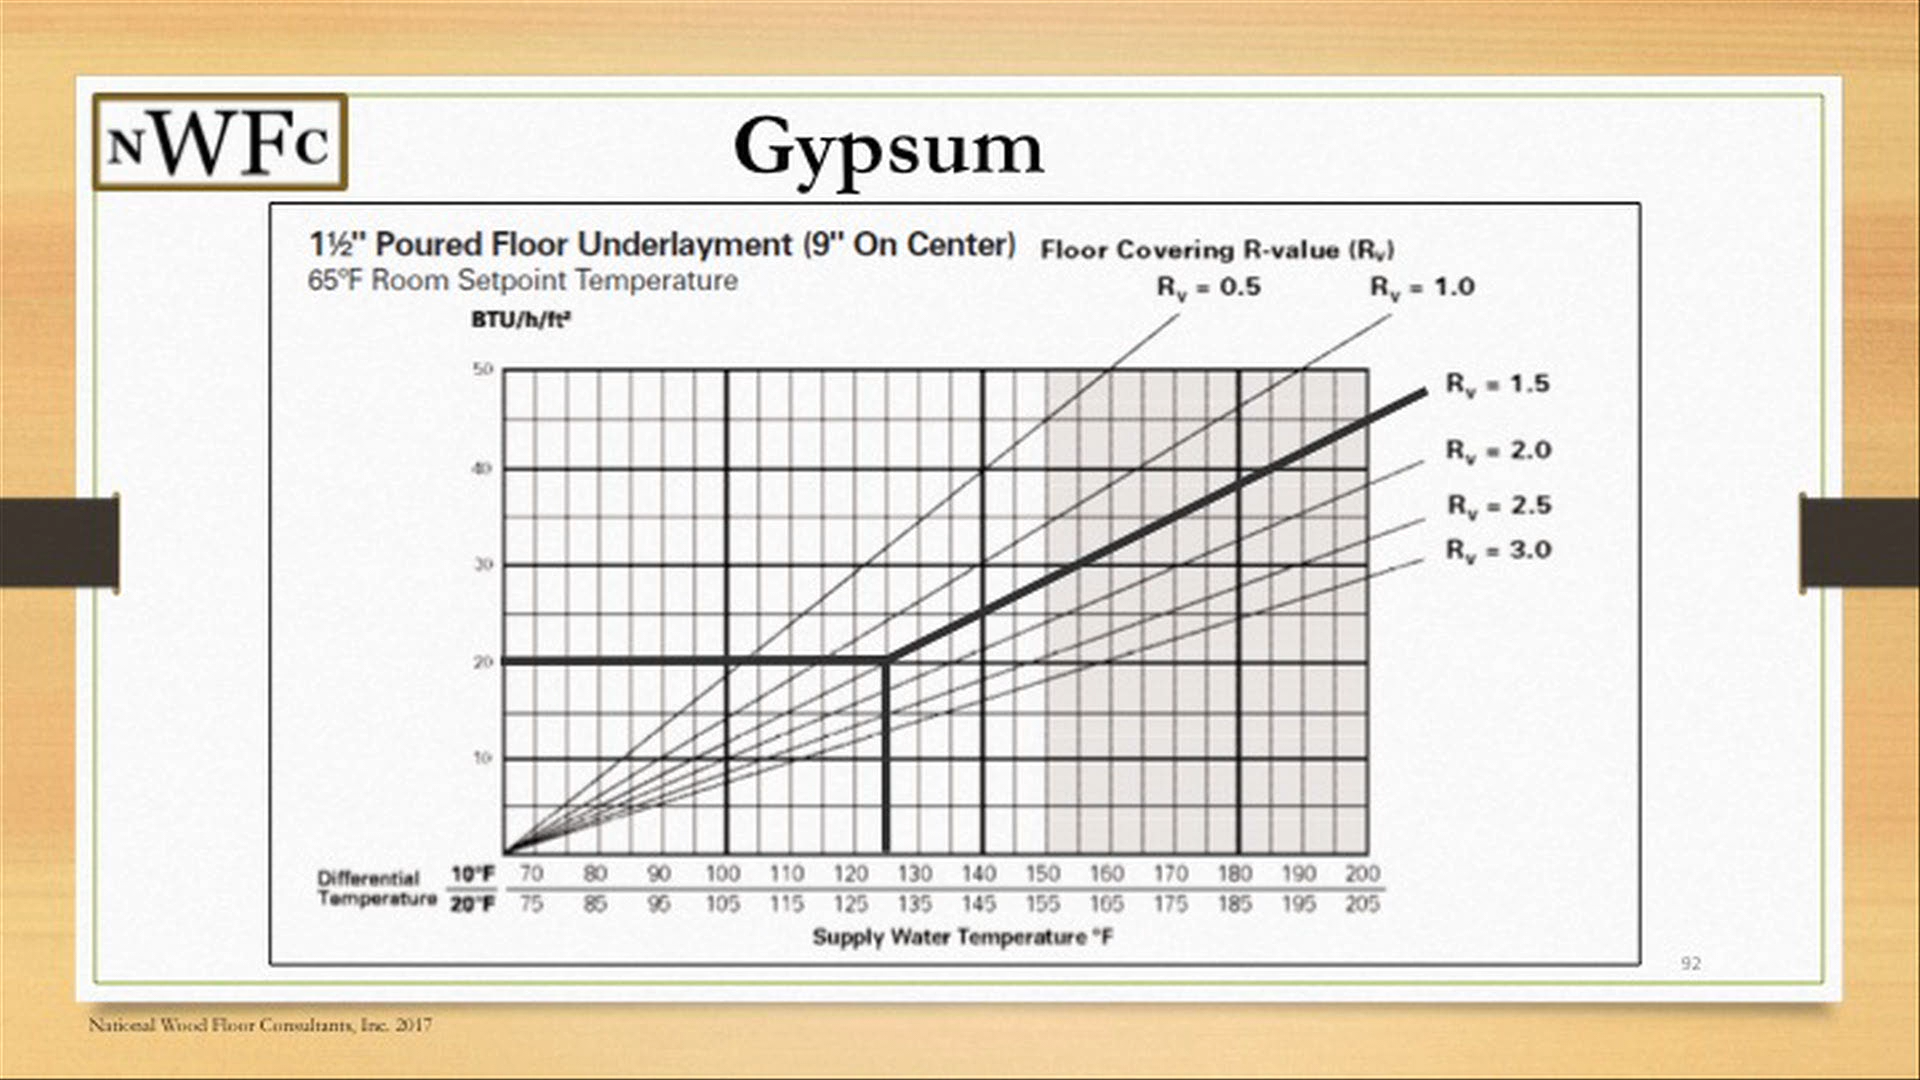 NWFC
Gypsum
1½" Poured Floor Underlayment (9" On Center)
Floor Covering R-value (Rv)
65°F Room Setpoint Temperature
Rv = 0.5
Rv = 1.0
BTU/h/ft²
50
Rv = 1.5
40
Rv = 2.0
Rv = 2.5
30
Rv = 3.0
20
10
Differential Temperature
10°F 70 80 90 100 110 120 130 140 150 160 170 180 190 200
20°F 75 85 95 105 115 125 135 145 155 165 175 185 195 205
Supply Water Temperature °F
92
National Wood Floor Consultants, Inc. 2017